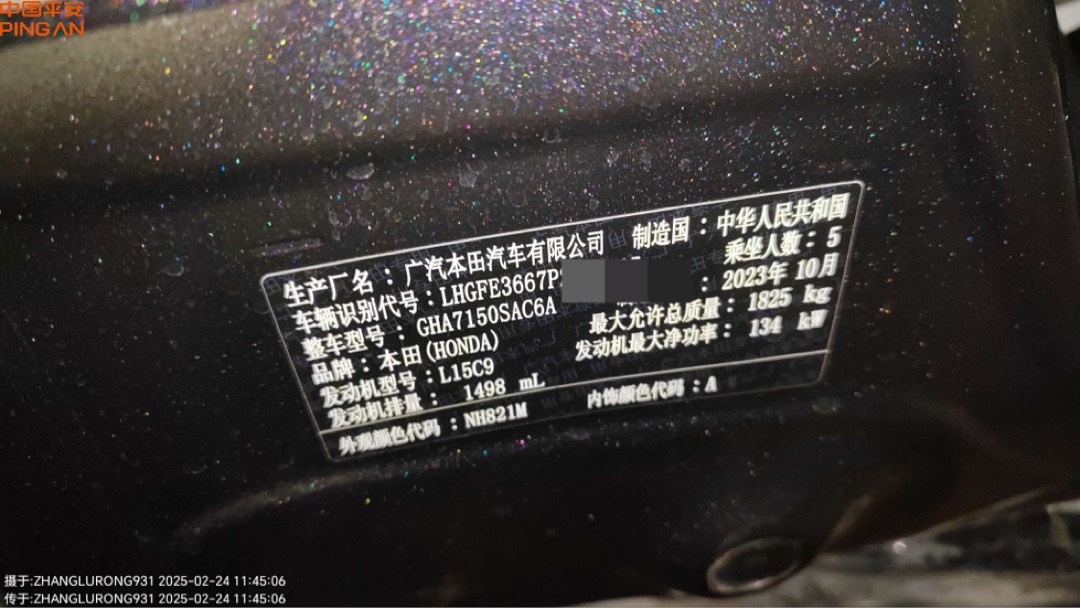 中国平安
PINGAN
生产厂名：广汽本田汽车有限公司 制造国：中华人民共和国
车辆识别代号：LHGFE3667P 乘坐人数：5
整车型号：GHA7150SAC6A ：2023年 10月
品牌：本田(HONDA) 最大允许总质量：1825 kg
发动机型号：L15C9 发动机最大净功率：134 kW
发动机排量：1498 mL
外观颜色代码：NH821M 内饰颜色代码：A
摄于:ZHANGLURONG931 2025-02-24 11:45:06
传于:ZHANGLURONG931 2025-02-24 11:45:06